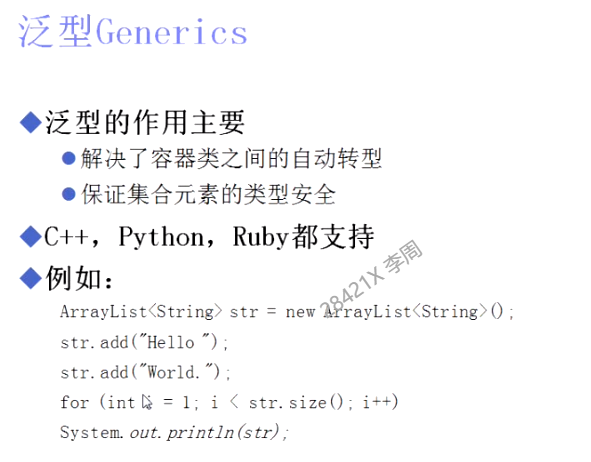 泛型Generics
◆泛型的作用主要
●解决了容器类之间的自动转型
●保证集合元素的类型安全
◆C++，Python，Ruby都支持
◆例如：
28421X 李周
ArrayList<String> str = new ArrayList<String>();
str.add("Hello ");
str.add("World.");
for (int = 1; i < str.size(); i++)
System.out.println(str);